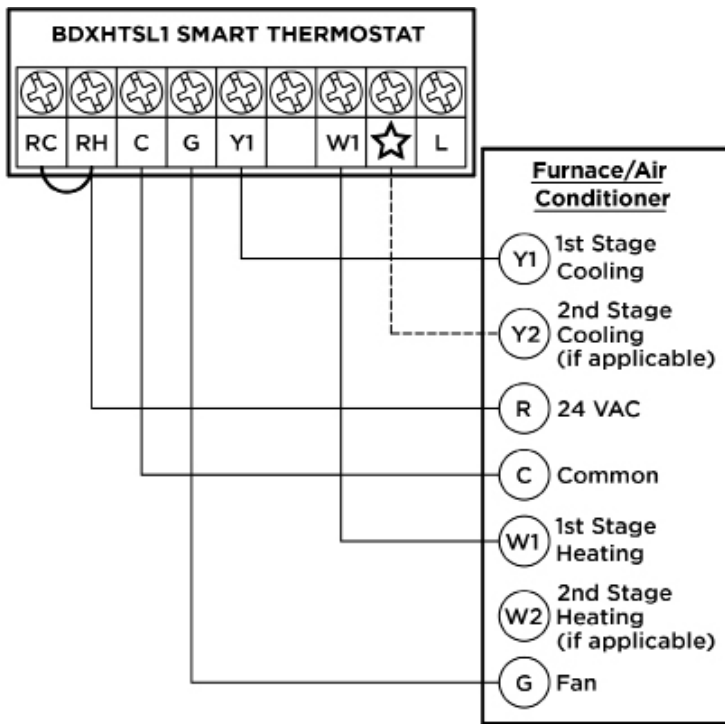 BDXHTSL1 SMART THERMOSTAT
RC RH C G Y1 W1 L
Furnace/Air
Conditioner
Y1 1st Stage
Cooling
Y2 2nd Stage
Cooling
(if applicable)
R 24 VAC
C Common
W1 1st Stage
Heating
W2 2nd Stage
Heating
(if applicable)
G Fan